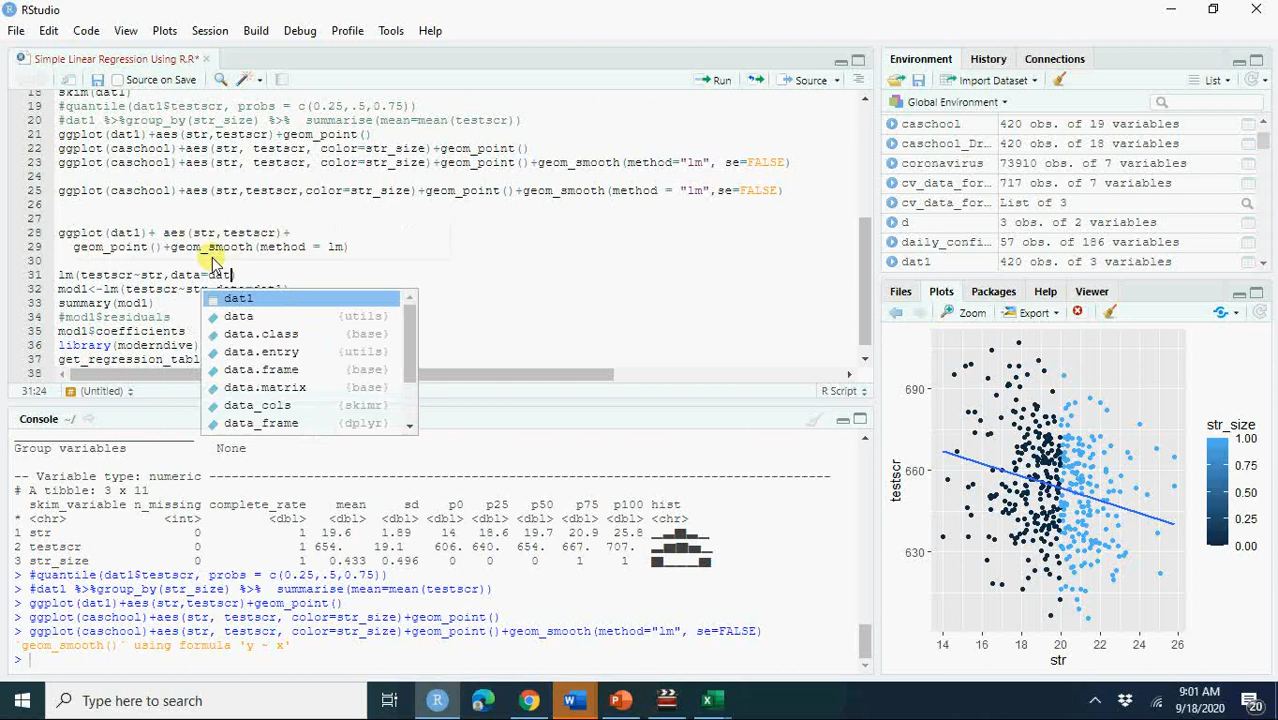 RStudio
File Edit Code View Plots Session Build Debug Profile Tools Help
Simple Linear Regression Using R.R*
Source on Save
Run
Source
18 skim(dat1)
19 #quantile(dat1$testscr, probs = c(0.25,.5,0.75))
20 #dat1 %>%group_by(str_size) %>% summarise(mean=mean(testscr))
21 ggplot(dat1)+aes(str,testscr)+geom_point()
22 ggplot(caschool)+aes(str, testscr, color=str_size)+geom_point()
23 ggplot(caschool)+aes(str, testscr, color=str_size)+geom_point()+geom_smooth(method="lm", se=FALSE)
24
25 ggplot(caschool)+aes(str,testscr,color=str_size)+geom_point()+geom_smooth(method = "lm",se=FALSE)
26
27
28 ggplot(dat1)+ aes(str,testscr)+
29 geom_point()+geom_smooth(method = lm)
30
31 lm(testscr~str,data=dat)
32 mod1<-lm(testscr~str
33 summary(mod1)
34 #mod1$residuals
35 mod1$coefficients
36 library(moderndive)
37 get_regression_tabl
38
dat1
data {utils}
data.class {base}
data.entry {utils}
data.frame {base}
data.matrix {base}
data_cols {skimr}
data_frame {dplyr}
31:24 (Untitled) R Script
Console ~/
Group variables None
-- Variable type: numeric
# A tibble: 3 x 11
skim_variable n_missing complete_rate mean sd p0 p25 p50 p75 p100 hist
* <chr> <int> <dbl> <dbl> <dbl> <dbl> <dbl> <dbl> <dbl> <dbl> <chr>
1 str 0 1 19.6 1.89 14 18.6 19.7 20.9 25.8
2 testscr 0 1 654. 19.1 606. 640. 654. 667. 707.
3 str_size 0 1 0.433 0.496 0 0 0 1 1
> #quantile(dat1$testscr, probs = c(0.25,.5,0.75))
> #dat1 %>%group_by(str_size) %>% summarise(mean=mean(testscr))
> ggplot(dat1)+aes(str,testscr)+geom_point()
> ggplot(caschool)+aes(str, testscr, color=str_size)+geom_point()
> ggplot(caschool)+aes(str, testscr, color=str_size)+geom_point()+geom_smooth(method="lm", se=FALSE)
`geom_smooth()` using formula 'y ~ x'
>
Environment History Connections
Import Dataset
List
Global Environment
caschool 420 obs. of 19 variables
caschool_Dr… 420 obs. of 18 variables
coronavirus 73910 obs. of 7 variables
cv_data_for… 717 obs. of 7 variables
cv_data_for… List of 3
d 3 obs. of 2 variables
daily_confi… 57 obs. of 196 variables
dat1 420 obs. of 3 variables
Files Plots Packages Help Viewer
Zoom Export
690
660
630
testscr
14 16 18 20 22 24 26
str
str_size
1.00
0.75
0.50
0.25
0.00
Type here to search
9:01 AM
9/18/2020
20